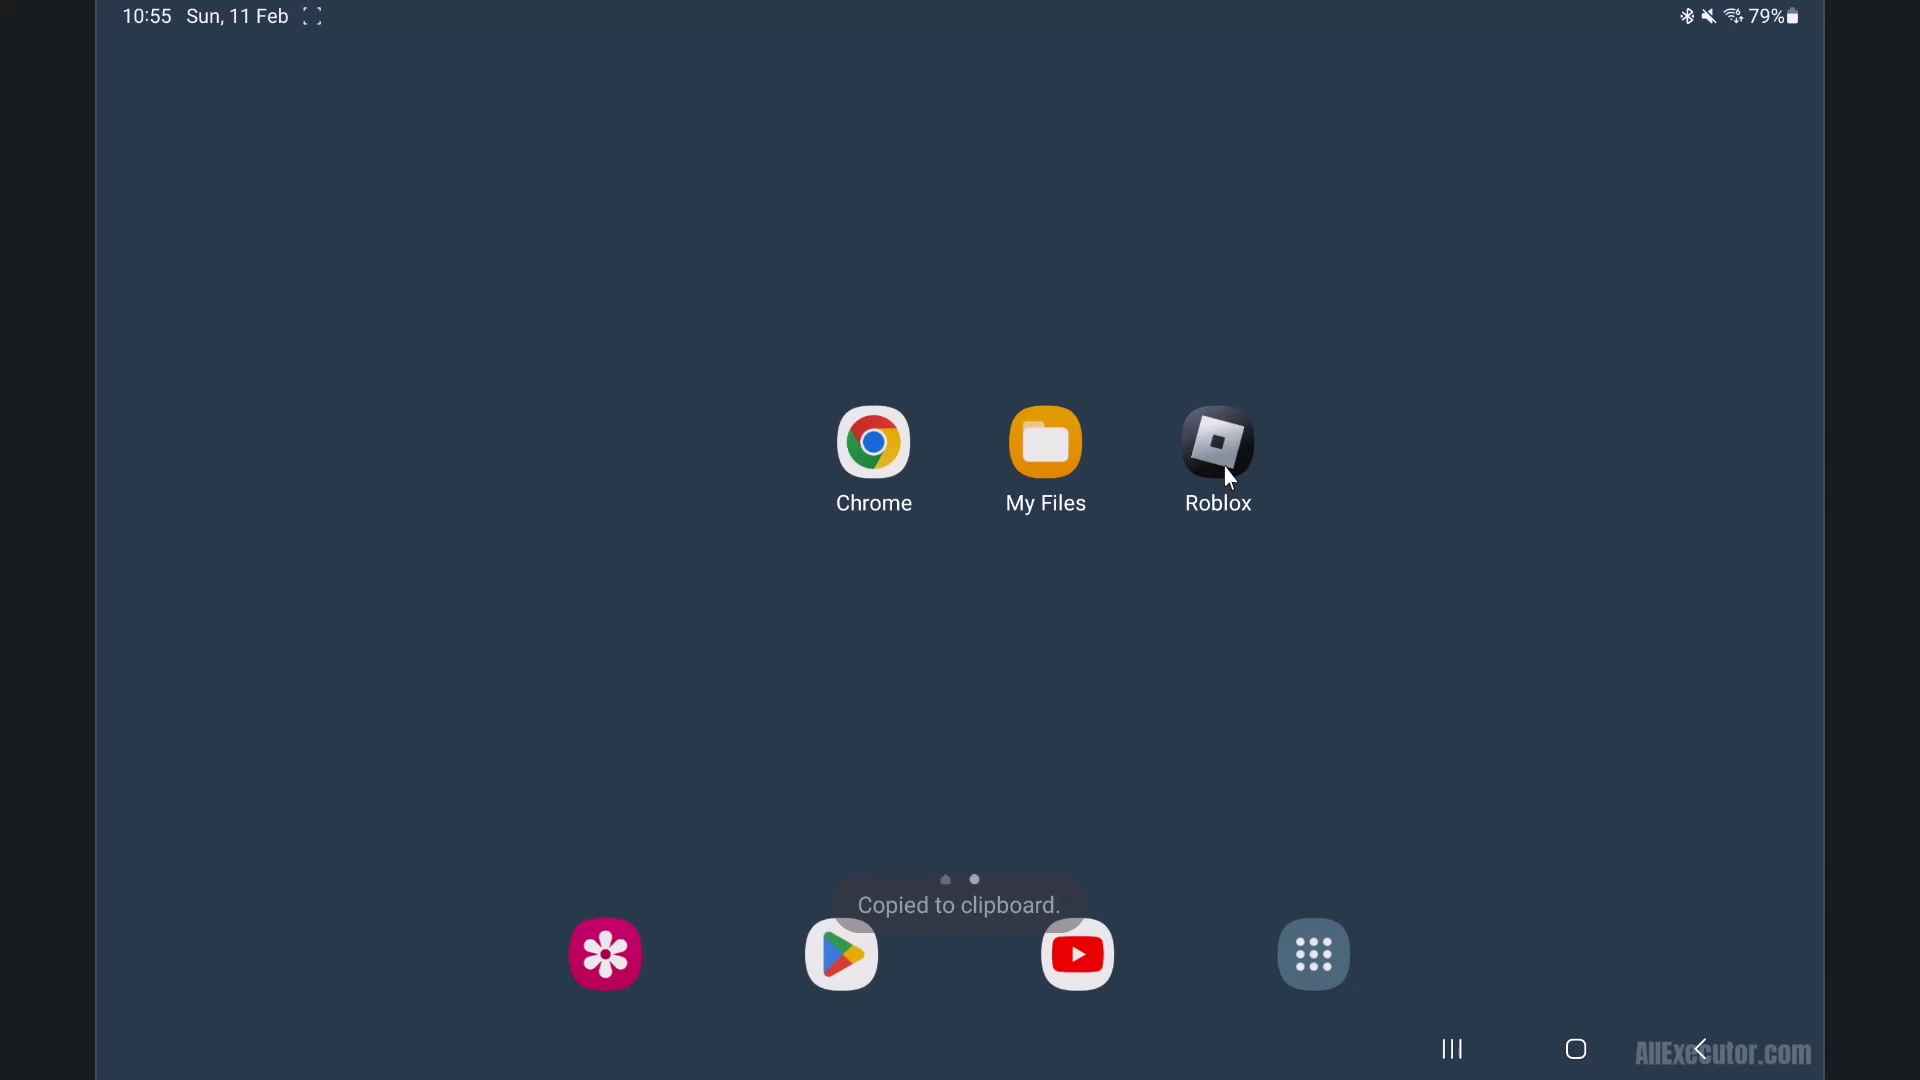 10:55 Sun, 11 Feb 79%
Chrome My Files Roblox
Copied to clipboard.
AllExecutor.com